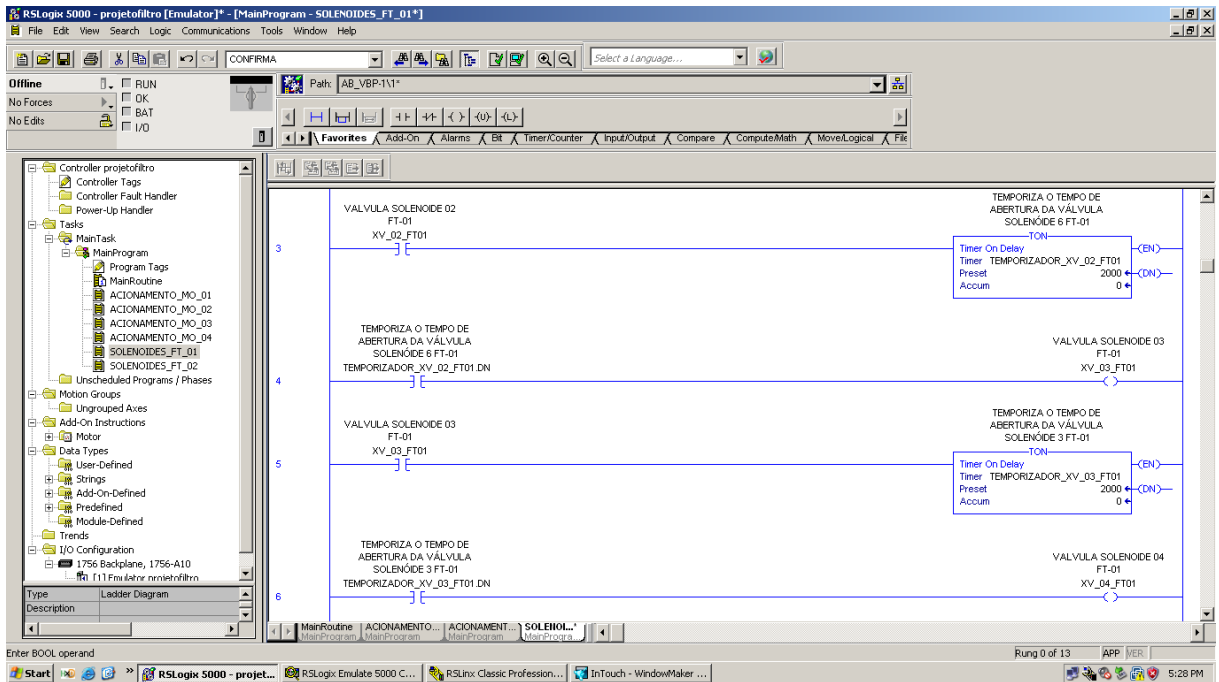 RSLogix 5000 - projetofiltro [Emulator]* - [MainProgram - SOLENOIDES_FT_01*]
File Edit View Search Logic Communications Tools Window Help
CONFIRMA
Select a Language...
Offline
RUN
No Forces
OK
BAT
No Edits
I/O
Path: AB_VBP-1\1*
Favorites Add-On Alarms Bit Timer/Counter Input/Output Compare Compute/Math Move/Logical File
Controller projetofiltro
Controller Tags
Controller Fault Handler
Power-Up Handler
Tasks
MainTask
MainProgram
Program Tags
MainRoutine
ACIONAMENTO_MO_01
ACIONAMENTO_MO_02
ACIONAMENTO_MO_03
ACIONAMENTO_MO_04
SOLENOIDES_FT_01
SOLENOIDES_FT_02
Unscheduled Programs / Phases
Motion Groups
Ungrouped Axes
Add-On Instructions
Motor
Data Types
User-Defined
Strings
Add-On-Defined
Predefined
Module-Defined
Trends
I/O Configuration
1756 Backplane, 1756-A10
[1] Emulator projetofiltro
Type Ladder Diagram
Description
VALVULA SOLENOIDE 02
FT-01
XV_02_FT01
3
TEMPORIZA O TEMPO DE
ABERTURA DA VÁLVULA
SOLENÓIDE 6 FT-01
TON
Timer On Delay
Timer TEMPORIZADOR_XV_02_FT01
Preset 2000
Accum 0
EN
DN
TEMPORIZA O TEMPO DE
ABERTURA DA VÁLVULA
SOLENÓIDE 6 FT-01
TEMPORIZADOR_XV_02_FT01.DN
4
VALVULA SOLENOIDE 03
FT-01
XV_03_FT01
VALVULA SOLENOIDE 03
FT-01
XV_03_FT01
5
TEMPORIZA O TEMPO DE
ABERTURA DA VÁLVULA
SOLENÓIDE 3 FT-01
TON
Timer On Delay
Timer TEMPORIZADOR_XV_03_FT01
Preset 2000
Accum 0
EN
DN
TEMPORIZA O TEMPO DE
ABERTURA DA VÁLVULA
SOLENÓIDE 3 FT-01
TEMPORIZADOR_XV_03_FT01.DN
6
VALVULA SOLENOIDE 04
FT-01
XV_04_FT01
MainRoutine ACIONAMENTO... ACIONAMENT... SOLENOI...*
MainProgram MainProgram MainProgram MainProgra...
Enter BOOL operand
Rung 0 of 13
APP
VER
Start
RSLogix 5000 - projet...
RSLogix Emulate 5000 C...
RSLinx Classic Profession...
InTouch - WindowMaker ...
5:28 PM